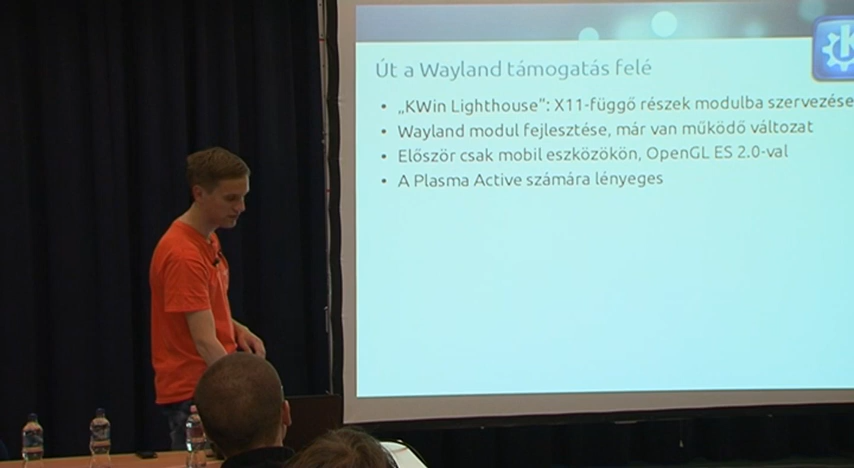 Út a Wayland támogatás felé
• „KWin Lighthouse”: X11-függő részek modulba szervezése
• Wayland modul fejlesztése, már van működő változat
• Először csak mobil eszközökön, OpenGL ES 2.0-val
• A Plasma Active számára lényeges
K